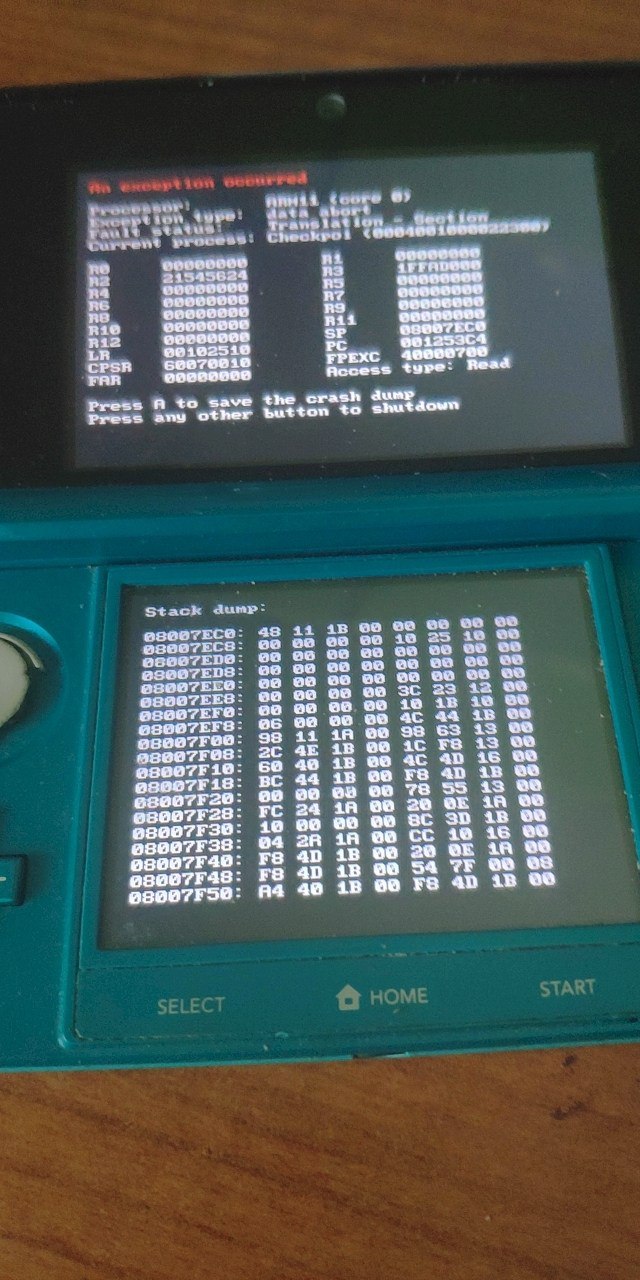 An exception occurred
Processor: ARM11 (core 0)
Exception type: data abort
Fault status: Translation - Section
Current process: Checkpoi (0004001000022300)
R0 00000000 R1 00000000
R2 21545624 R3 1FFAD000
R4 00000000 R5 00000000
R6 00000000 R7 00000000
R8 00000000 R9 00000000
R10 00000000 R11 00000000
R12 00000000 SP 08007EC0
LR 00102510 PC 001253C4
CPSR 60070010 FPEXC 40000700
FAR 00000000 Access type: Read
Press A to save the crash dump
Press any other button to shutdown
Stack dump:
08007EC0: 48 11 1B 00 00 00 00 00
08007EC8: 00 00 00 00 10 25 10 00
08007ED0: 00 00 00 00 00 00 00 00
08007ED8: 00 00 00 00 00 00 00 00
08007EE0: 00 00 00 00 00 00 00 00
08007EE8: 00 00 00 00 3C 23 12 00
08007EF0: 00 00 00 00 10 1B 10 00
08007EF8: 06 00 00 00 4C 44 1B 00
08007F00: 98 11 1A 00 98 63 13 00
08007F08: 2C 4E 1B 00 1C F8 13 00
08007F10: 60 40 1B 00 4C 4D 16 00
08007F18: BC 44 1B 00 F8 4D 1B 00
08007F20: 00 00 00 00 78 55 13 00
08007F28: FC 24 1A 00 20 0E 1A 00
08007F30: 10 00 00 00 8C 3D 1B 00
08007F38: 04 2A 1A 00 CC 10 16 00
08007F40: F8 4D 1B 00 20 0E 1A 00
08007F48: F8 4D 1B 00 54 7F 00 08
08007F50: A4 40 1B 00 F8 4D 1B 00
SELECT HOME START